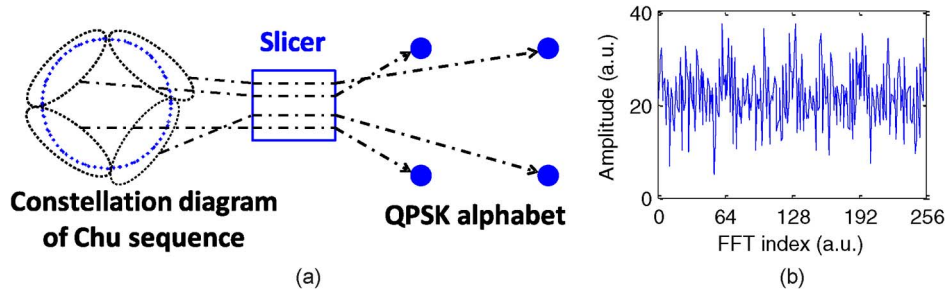 Slicer
Constellation diagram
of Chu sequence
QPSK alphabet
(a)
Amplitude (a.u.)
40
20
0
0 64 128 192 256
FFT index (a.u.)
(b)